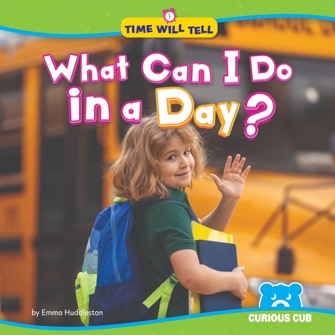 TIME WILL TELL
What Can I Do
in a Day?
by Emma Huddleston
CURIOUS CUB